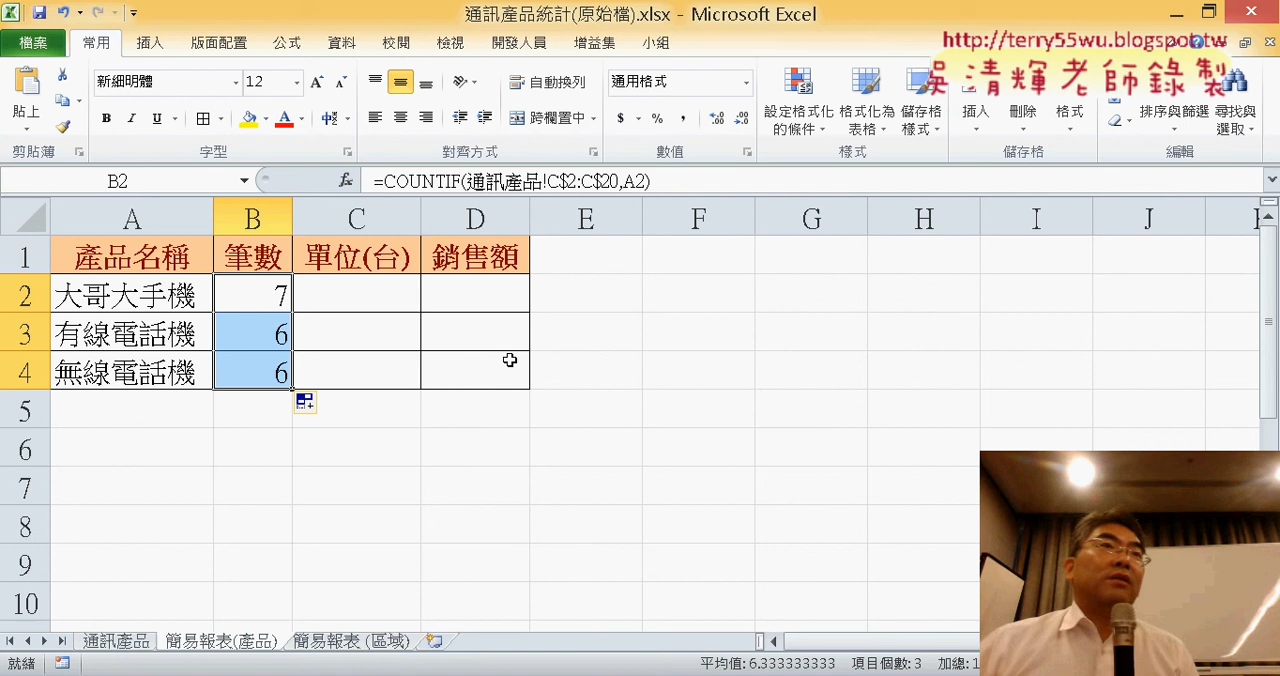 通訊產品統計(原始檔).xlsx - Microsoft Excel
檔案 常用 插入 版面配置 公式 資料 校閱 檢視 開發人員 增益集 小組
http://terry55wu.blogspot.tw
吳清輝老師錄製
貼上 新細明體 12 自動換列 通用格式
B I U A 中 跨欄置中 $ % , 設定格式化的條件 格式化為表格 儲存格樣式 插入 刪除 格式 排序與篩選 尋找與選取
剪貼簿 字型 對齊方式 數值 樣式 儲存格 編輯
B2 fx =COUNTIF(通訊產品!C$2:C$20,A2)
A B C D E F G H I J
1 產品名稱 筆數 單位(台) 銷售額
2 大哥大手機 7
3 有線電話機 6
4 無線電話機 6
5
6
7
8
9
10
通訊產品 簡易報表(產品) 簡易報表 (區域)
就緒 平均值: 6.333333333 項目個數: 3 加總: 1